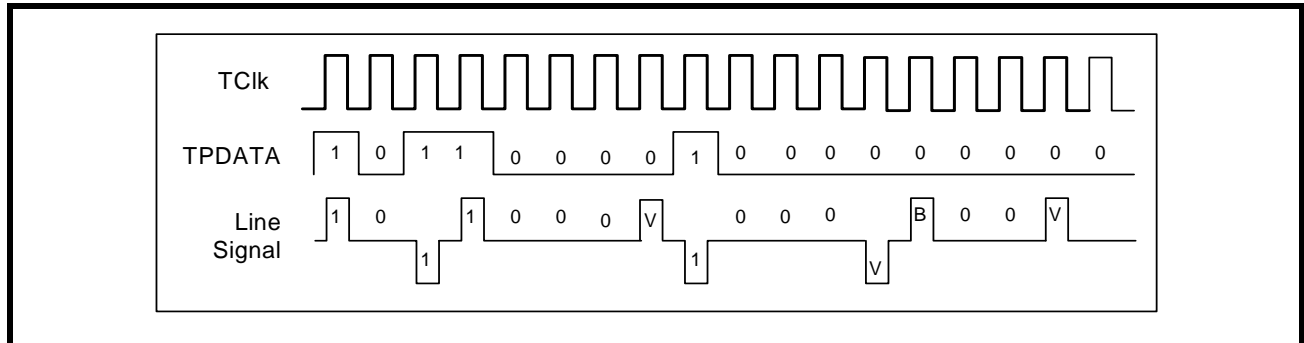 TClk
TPDATA 1 0 1 1 0 0 0 0 1 0 0 0 0 0 0 0 0 0
Line Signal 1 0 1 1 0 0 0 V 1 0 0 0 V B 0 0 V